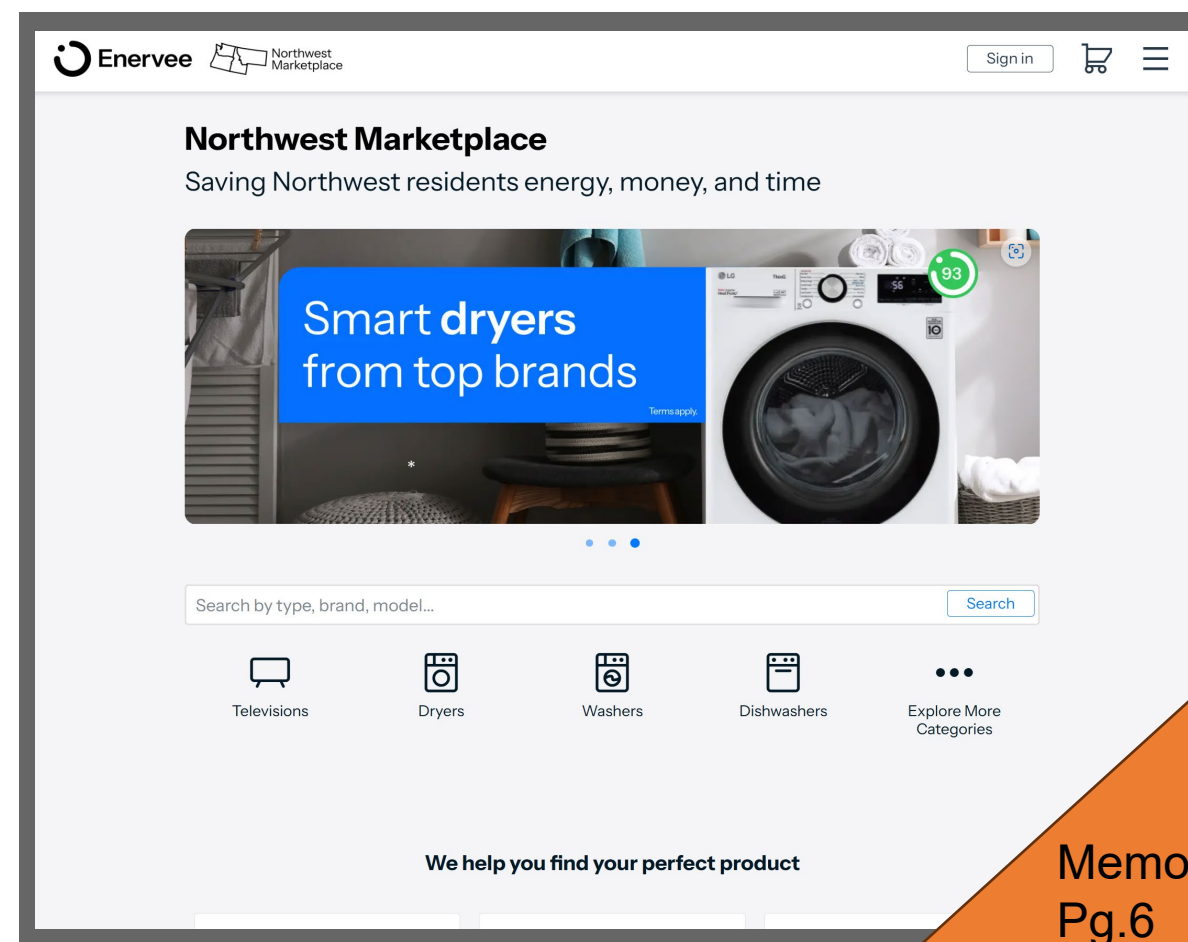 Enervee
Northwest
Marketplace
Sign in
Northwest Marketplace
Saving Northwest residents energy, money, and time
Smart dryers
from top brands
Terms apply.
*
LG
ThinQ
93
10
Search by type, brand, model...
Search
Televisions
Dryers
Washers
Dishwashers
Explore More
Categories
We help you find your perfect product
Memo
Pg.6